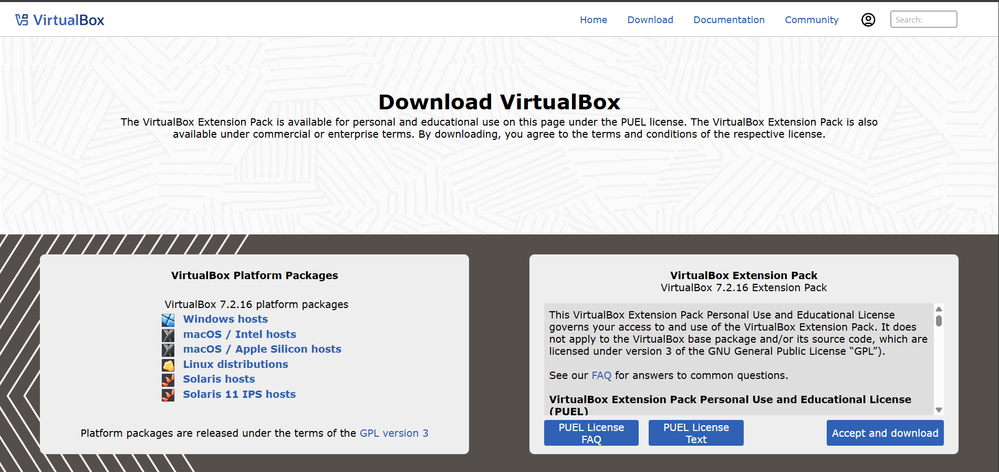 VirtualBox
Home
Download
Documentation
Community
Search:
Download VirtualBox
The VirtualBox Extension Pack is available for personal and educational use on this page under the PUEL license. The VirtualBox Extension Pack is also
available under commercial or enterprise terms. By downloading, you agree to the terms and conditions of the respective license.
VirtualBox Platform Packages
VirtualBox 7.2.16 platform packages
Windows hosts
macOS / Intel hosts
macOS / Apple Silicon hosts
Linux distributions
Solaris hosts
Solaris 11 IPS hosts
Platform packages are released under the terms of the GPL version 3
VirtualBox Extension Pack
VirtualBox 7.2.16 Extension Pack
This VirtualBox Extension Pack Personal Use and Educational License
governs your access to and use of the VirtualBox Extension Pack. It does
not apply to the VirtualBox base package and/or its source code, which are
licensed under version 3 of the GNU General Public License “GPL”).
See our FAQ for answers to common questions.
VirtualBox Extension Pack Personal Use and Educational License
(PUEL)
PUEL License
FAQ
PUEL License
Text
Accept and download